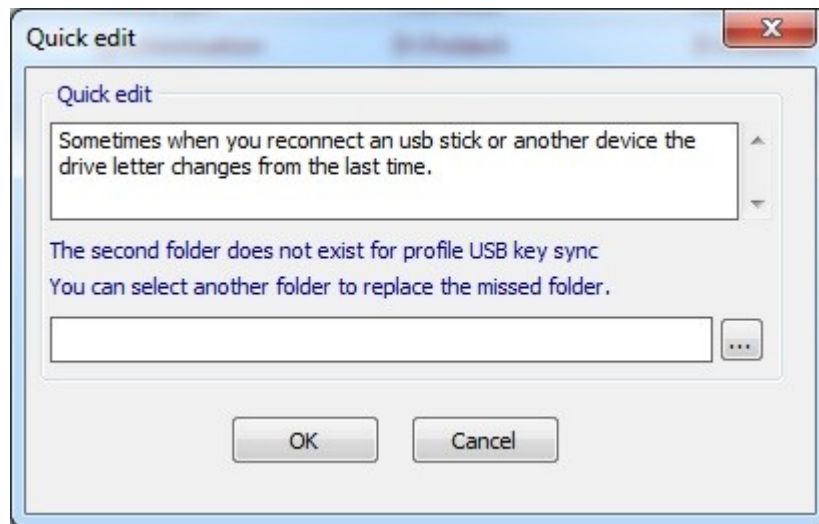 Quick edit
Quick edit
Sometimes when you reconnect an usb stick or another device the
drive letter changes from the last time.
The second folder does not exist for profile USB key sync
You can select another folder to replace the missed folder.
...
OK Cancel